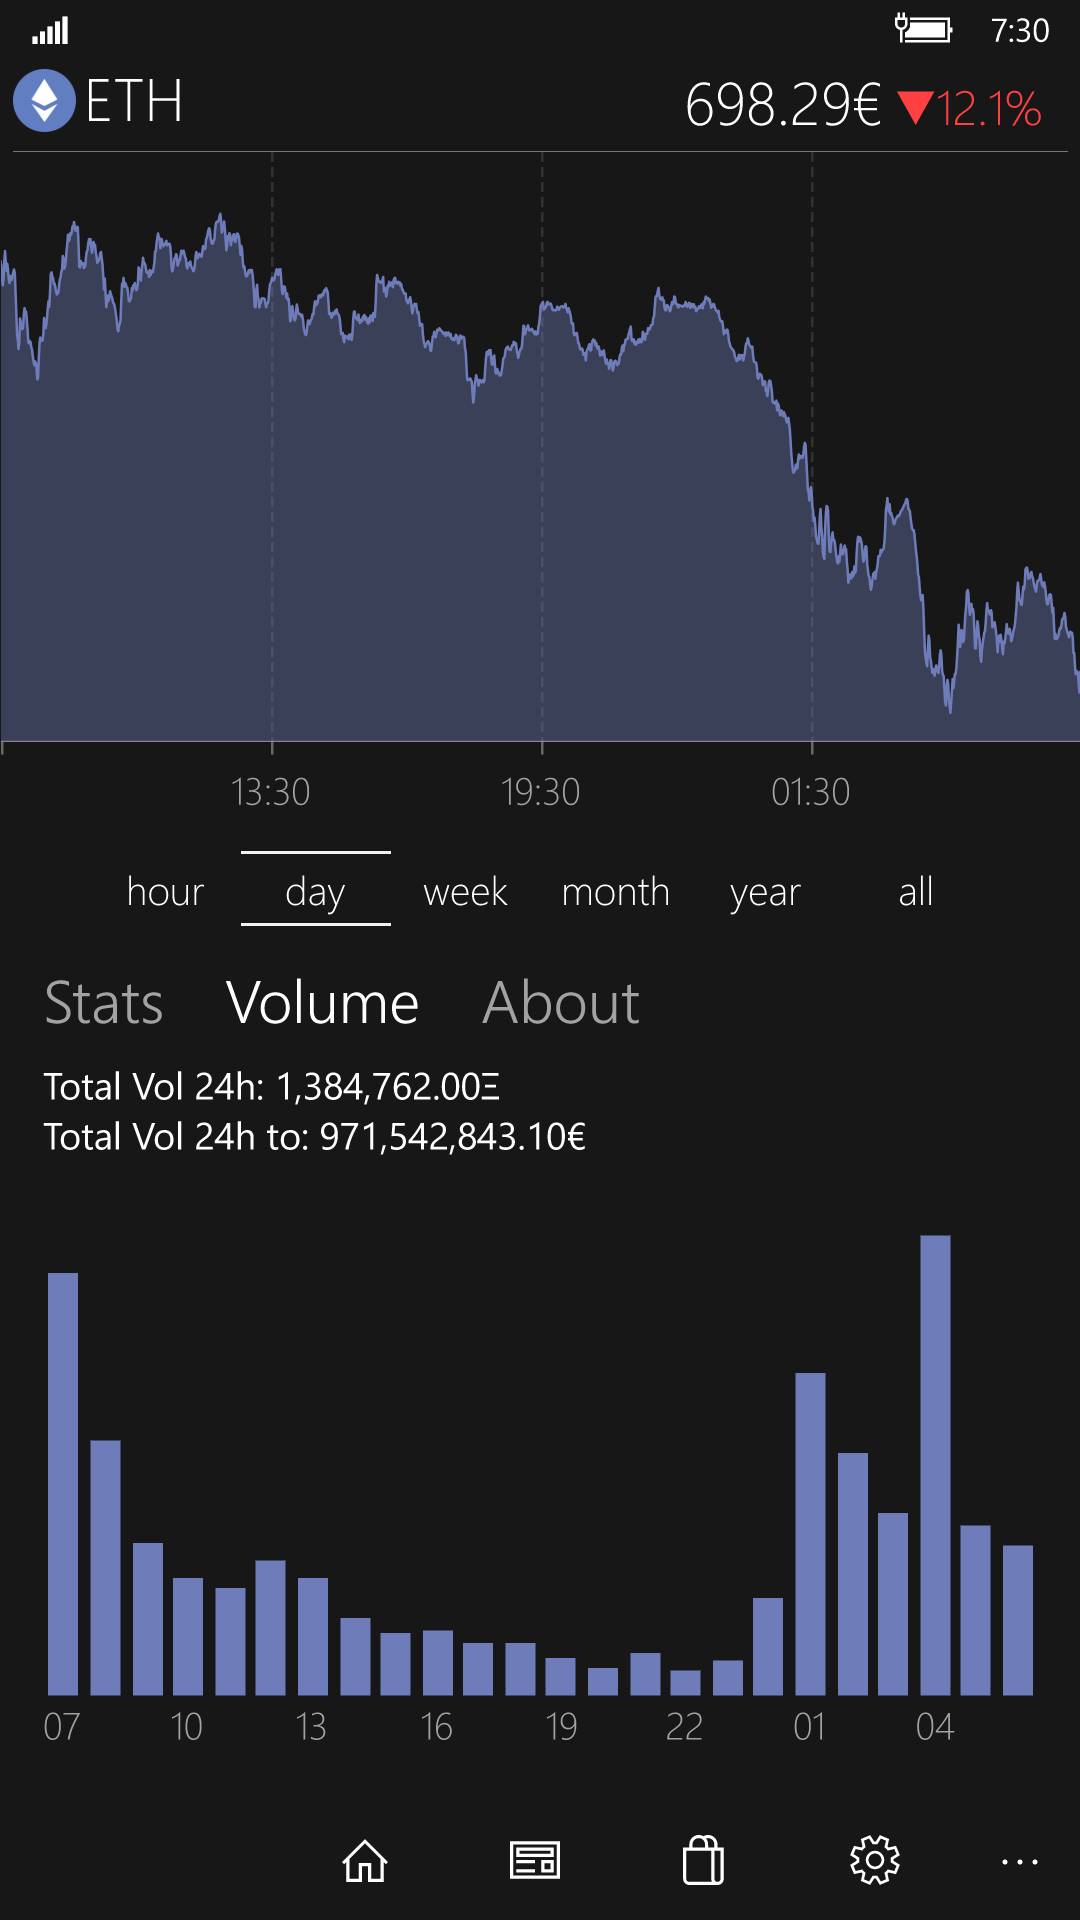 7:30
ETH 698.29€ ▼12.1%
13:30 19:30 01:30
hour day week month year all
Stats Volume About
Total Vol 24h: 1,384,762.00Ξ
Total Vol 24h to: 971,542,843.10€
07 10 13 16 19 22 01 04